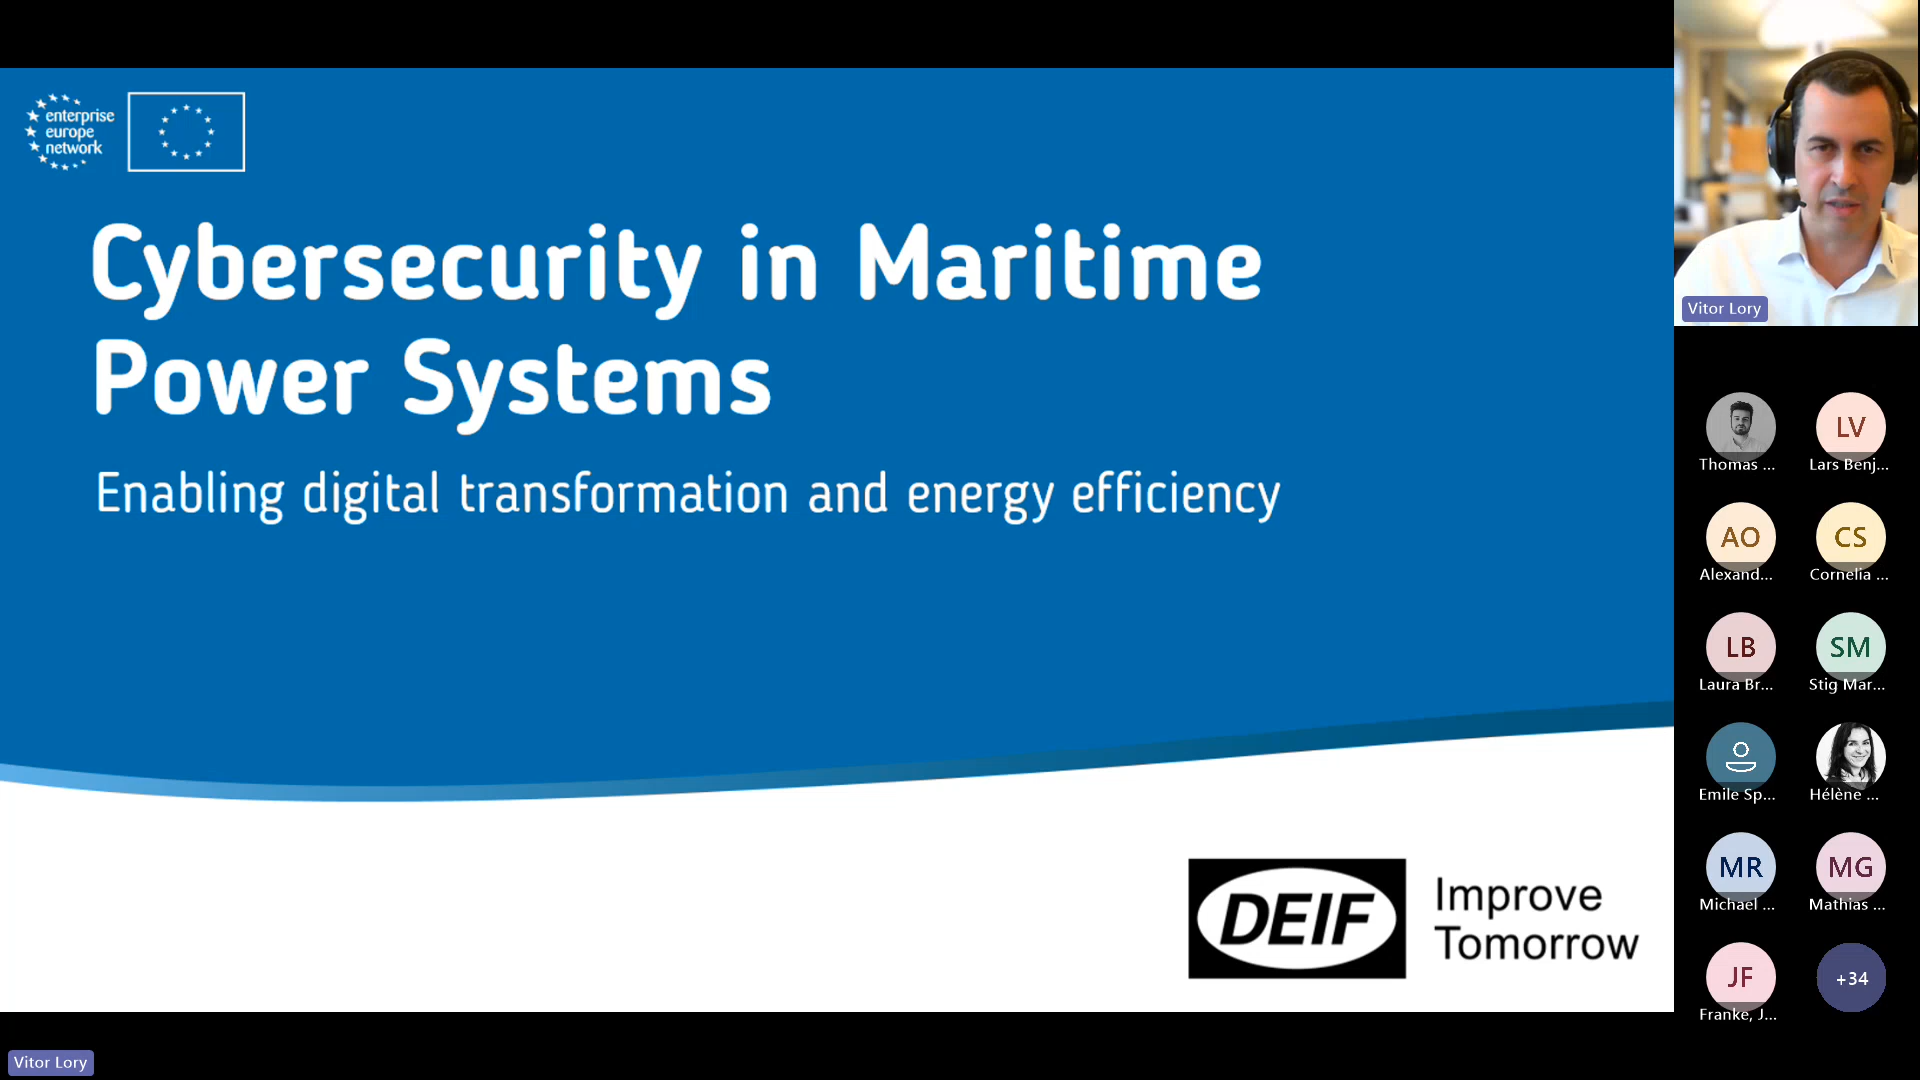 enterprise
europe
network
Cybersecurity in Maritime
Power Systems
Enabling digital transformation and energy efficiency
DEIF
Improve
Tomorrow
Vitor Lory
Vitor Lory
Thomas ...
LV
Lars Benj...
AO
Alexand...
CS
Cornelia ...
LB
Laura Br...
SM
Stig Mar...
Emile Sp...
Hélène ...
MR
Michael ...
MG
Mathias ...
JF
Franke, J...
+34